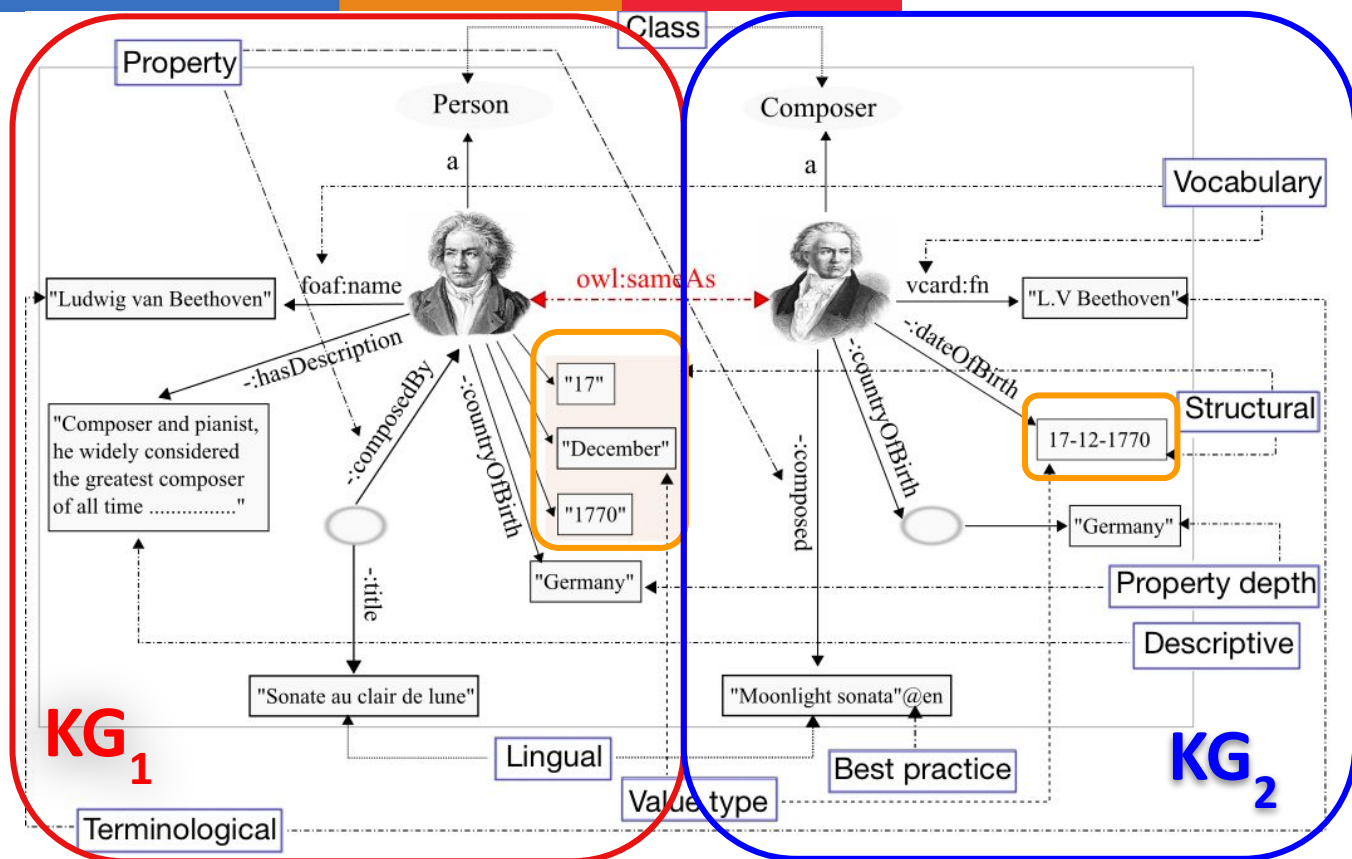 Class
Property
Person
Composer
a
a
Vocabulary
foaf:name
owl:sameAs
vcard:fn
"Ludwig van Beethoven"
"L.V Beethoven"
-:hasDescription
-:composedBy
-:countryOfBirth
-:dateOfBirth
-:countryOfBirth
-:composed
"17"
"December"
"1770"
Structural
17-12-1770
"Composer and pianist,
he widely considered
the greatest composer
of all time ................"
"Germany"
"Germany"
Property depth
-:title
Descriptive
"Sonate au clair de lune"
"Moonlight sonata"@en
KG1
KG2
Lingual
Best practice
Value type
Terminological